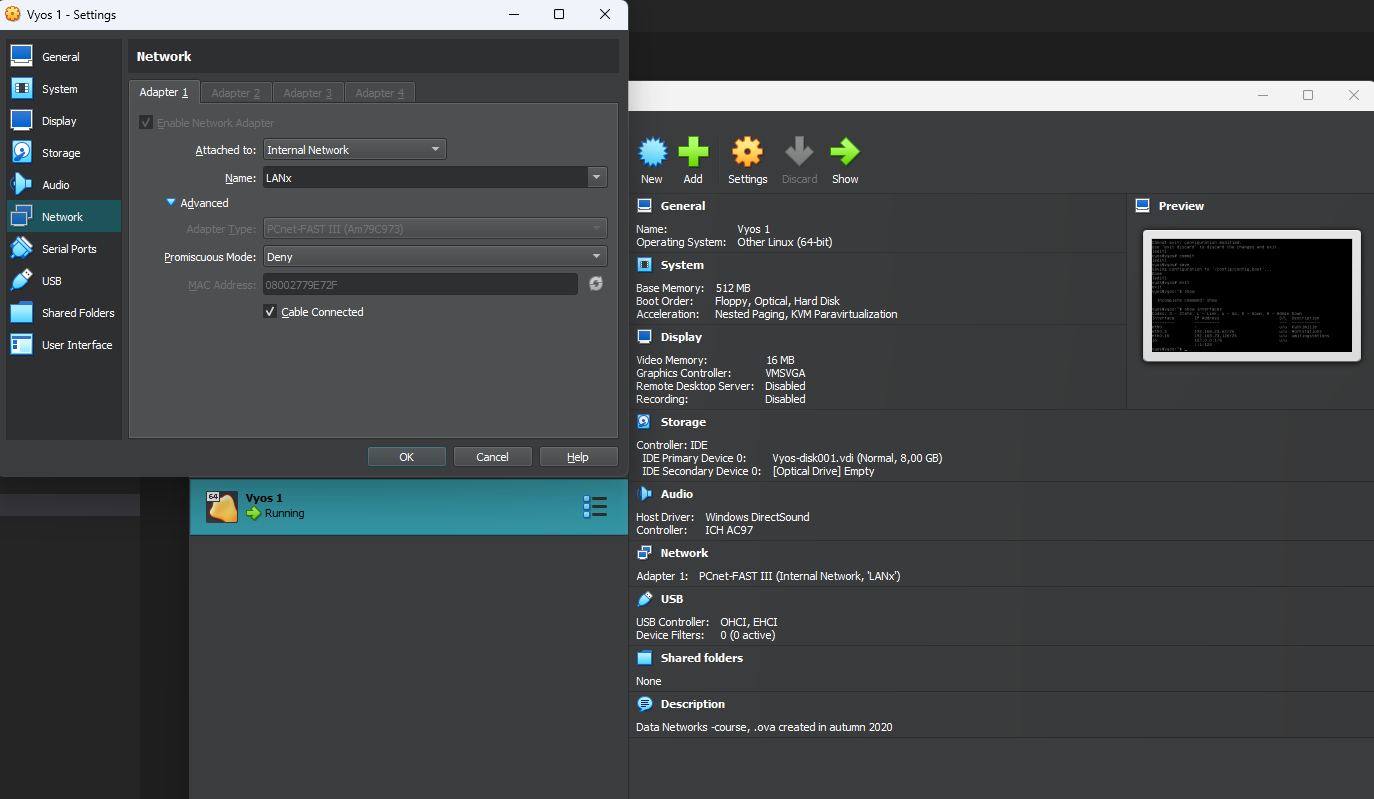 Vyos 1 - Settings
General
System
Display
Storage
Audio
Network
Serial Ports
USB
Shared Folders
User Interface
Network
Adapter 1
Adapter 2
Adapter 3
Adapter 4
Enable Network Adapter
Attached to: Internal Network
Name: LANx
Advanced
Adapter Type: PCnet-FAST III (Am79C973)
Promiscuous Mode: Deny
MAC Address: 08002779E72F
Cable Connected
OK
Cancel
Help
64
Vyos 1
Running
New
Add
Settings
Discard
Show
General
Name: Vyos 1
Operating System: Other Linux (64-bit)
System
Base Memory: 512 MB
Boot Order: Floppy, Optical, Hard Disk
Acceleration: Nested Paging, KVM Paravirtualization
Display
Video Memory: 16 MB
Graphics Controller: VMSVGA
Remote Desktop Server: Disabled
Recording: Disabled
Storage
Controller: IDE
IDE Primary Device 0: Vyos-disk001.vdi (Normal, 8,00 GB)
IDE Secondary Device 0: [Optical Drive] Empty
Audio
Host Driver: Windows DirectSound
Controller: ICH AC97
Network
Adapter 1: PCnet-FAST III (Internal Network, 'LANx')
USB
USB Controller: OHCI, EHCI
Device Filters: 0 (0 active)
Shared folders
None
Description
Data Networks -course, .ova created in autumn 2020
Preview